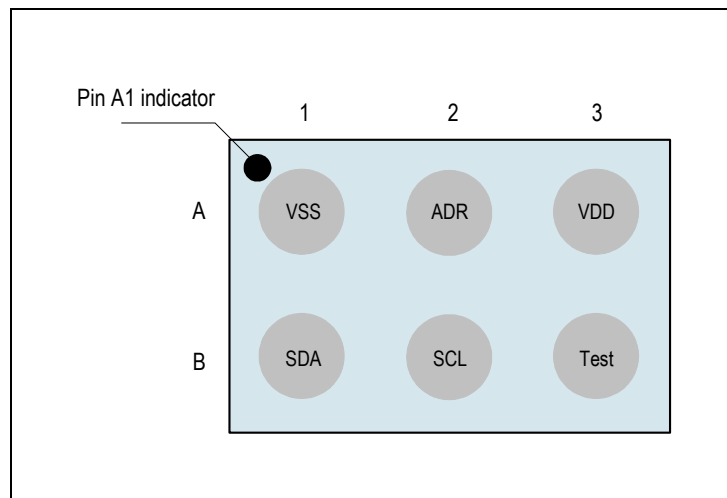 Pin A1 indicator
1 2 3
A VSS ADR VDD
B SDA SCL Test